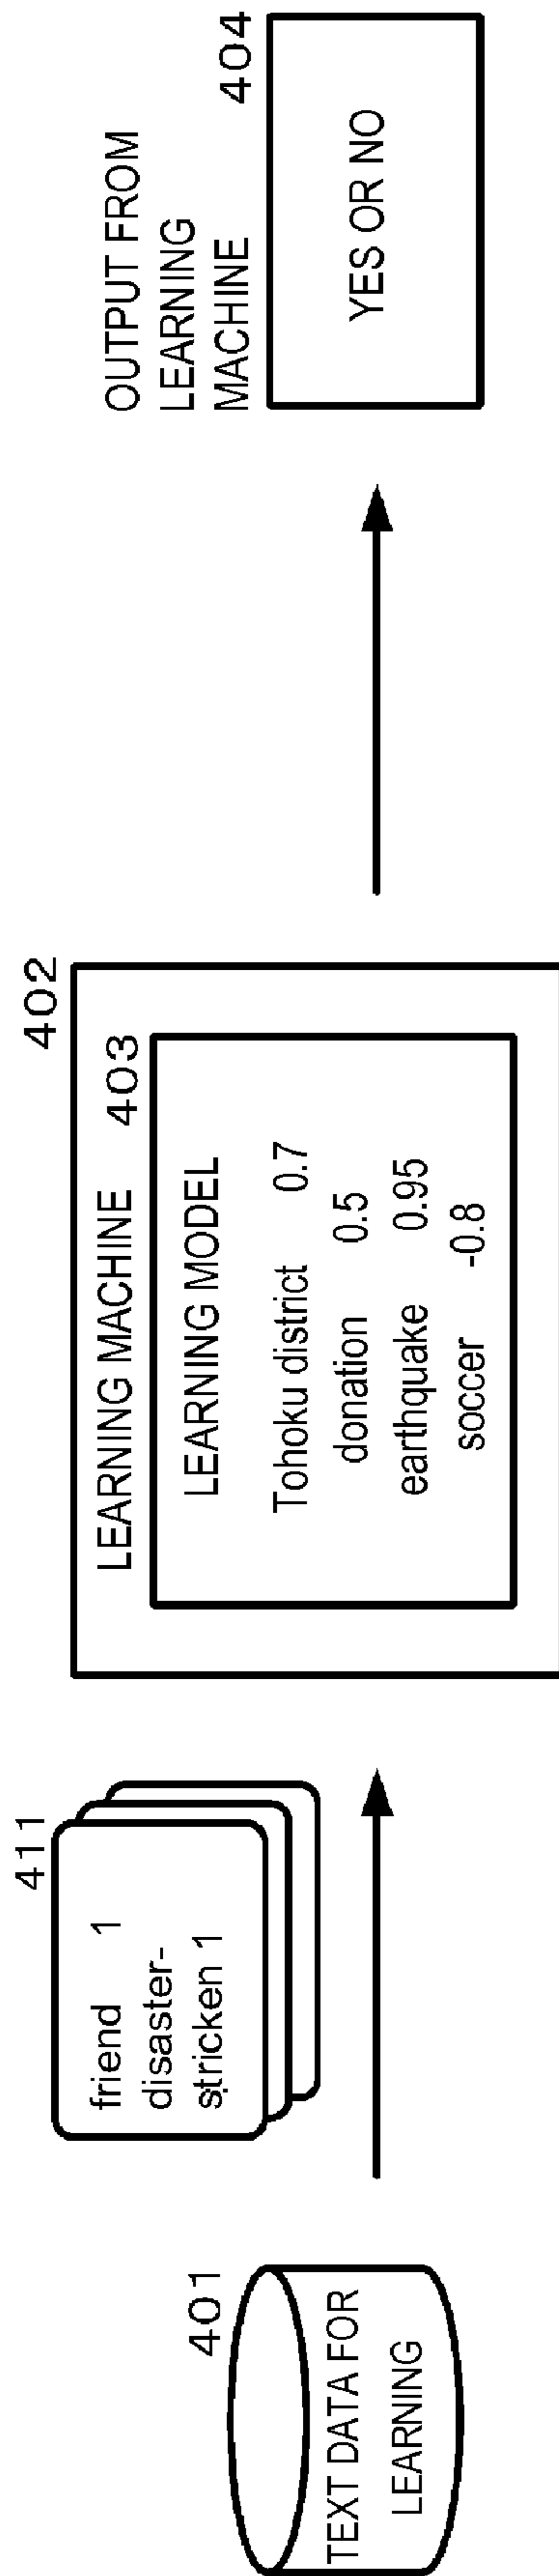 401
TEXT DATA FOR
LEARNING
411
friend 1
disaster-
stricken 1
402
LEARNING MACHINE
403
LEARNING MODEL
Tohoku district 0.7
donation 0.5
earthquake 0.95
soccer -0.8
OUTPUT FROM
LEARNING
MACHINE
404
YES OR NO